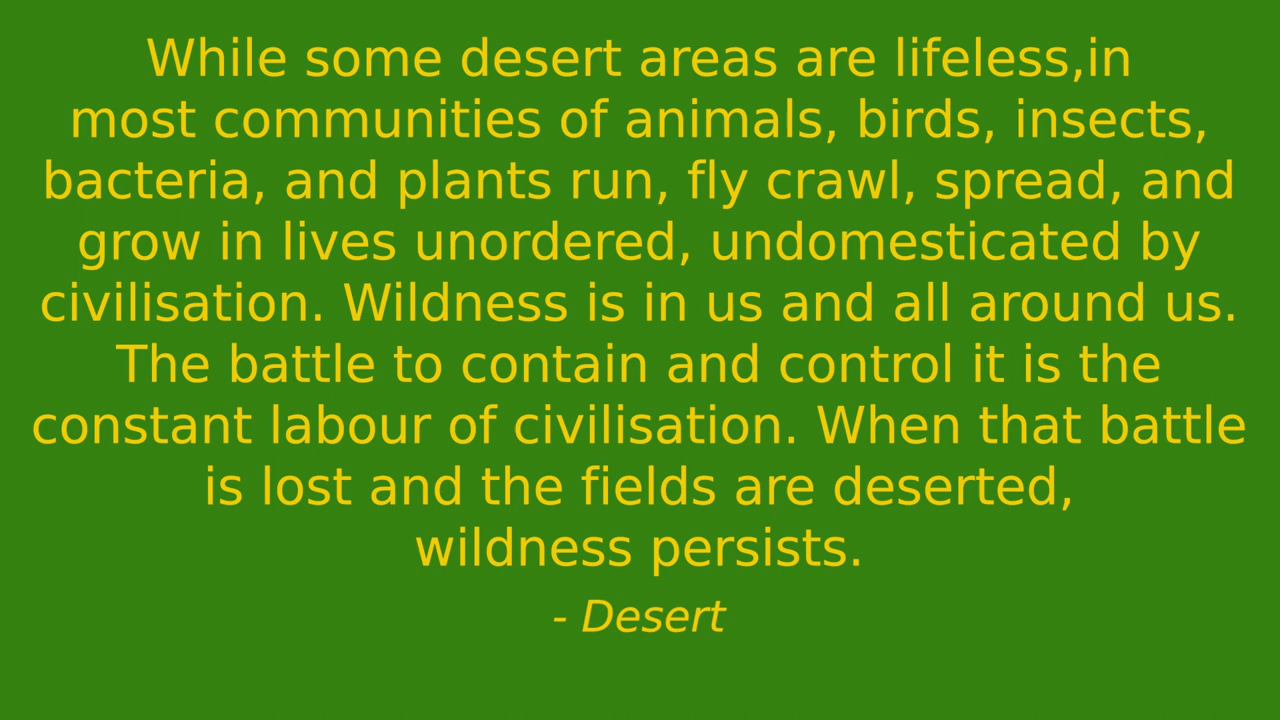 While some desert areas are lifeless,in
most communities of animals, birds, insects,
bacteria, and plants run, fly crawl, spread, and
grow in lives unordered, undomesticated by
civilisation. Wildness is in us and all around us.
The battle to contain and control it is the
constant labour of civilisation. When that battle
is lost and the fields are deserted,
wildness persists.
- Desert